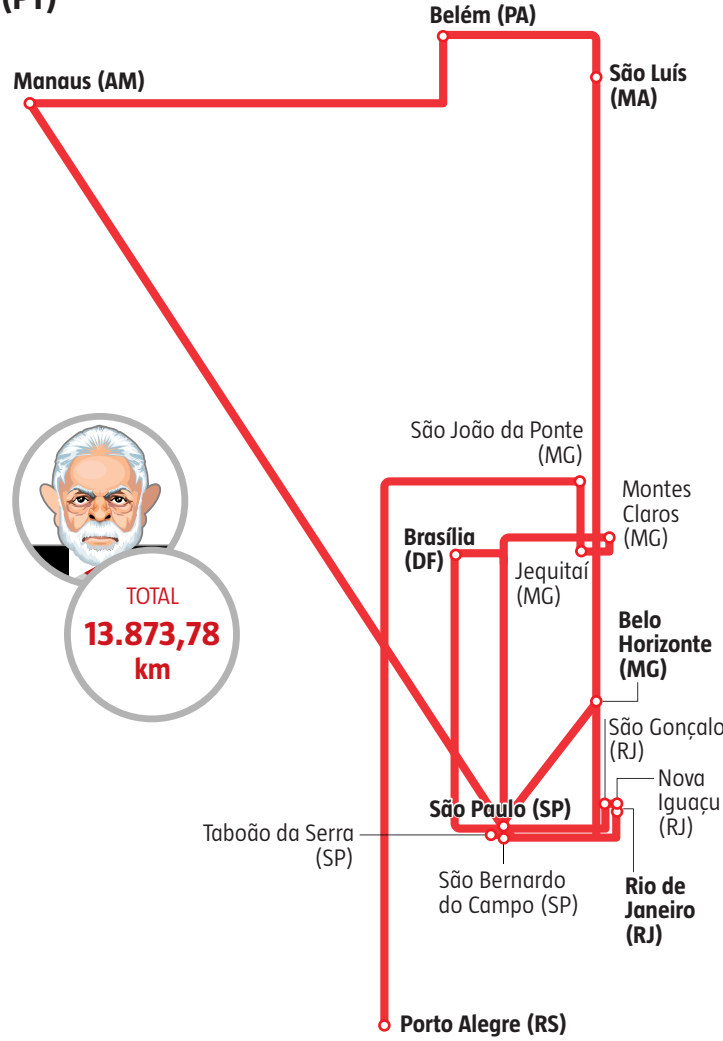 (PT)
Belém (PA)
São Luís
(MA)
Manaus (AM)
São João da Ponte
(MG)
Montes
Claros
(MG)
Brasília
(DF)
Jequitaí
(MG)
TOTAL
13.873,78
km
Belo
Horizonte
(MG)
São Gonçalo
(RJ)
Nova
Iguaçu
(RJ)
São Paulo (SP)
Taboão da Serra
(SP)
São Bernardo
do Campo (SP)
Rio de
Janeiro
(RJ)
Porto Alegre (RS)